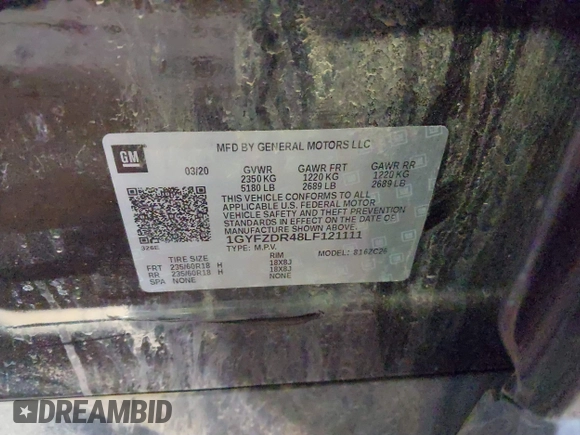 MFD BY GENERAL MOTORS LLC
GM
03/20
GVWR
2350 KG
5180 LB
GAWR FRT
1220 KG
2689 LB
GAWR RR
1220 KG
2689 LB
THIS VEHICLE CONFORMS TO ALL
APPLICABLE U.S. FEDERAL MOTOR
VEHICLE SAFETY AND THEFT PREVENTION
STANDARDS IN EFFECT ON THE DATE OF
MANUFACTURE SHOWN ABOVE.
1GYFZDR48LF121111
TYPE: M.P.V.
MODEL: 8162C26
TIRE SIZE RIM
FRT 235/60R18 H 18X8J
RR 235/60R18 H 18X8J
SPA NONE NONE
DREAMBID